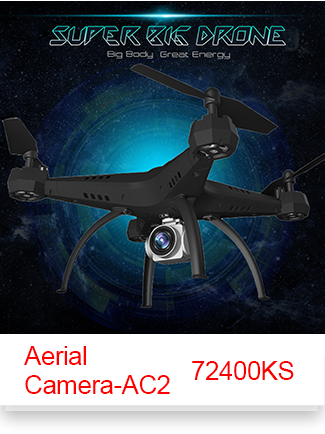 SUPER BIG DRONE
Big Body Great Energy
Aerial
Camera-AC2 72400KS